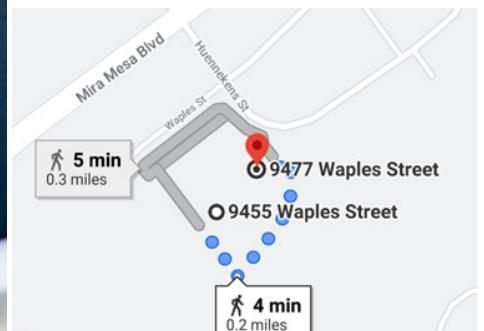 Mira Mesa Blvd
Huennekens St
Waples St
5 min
0.3 miles
9477 Waples Street
9455 Waples Street
4 min
0.2 miles